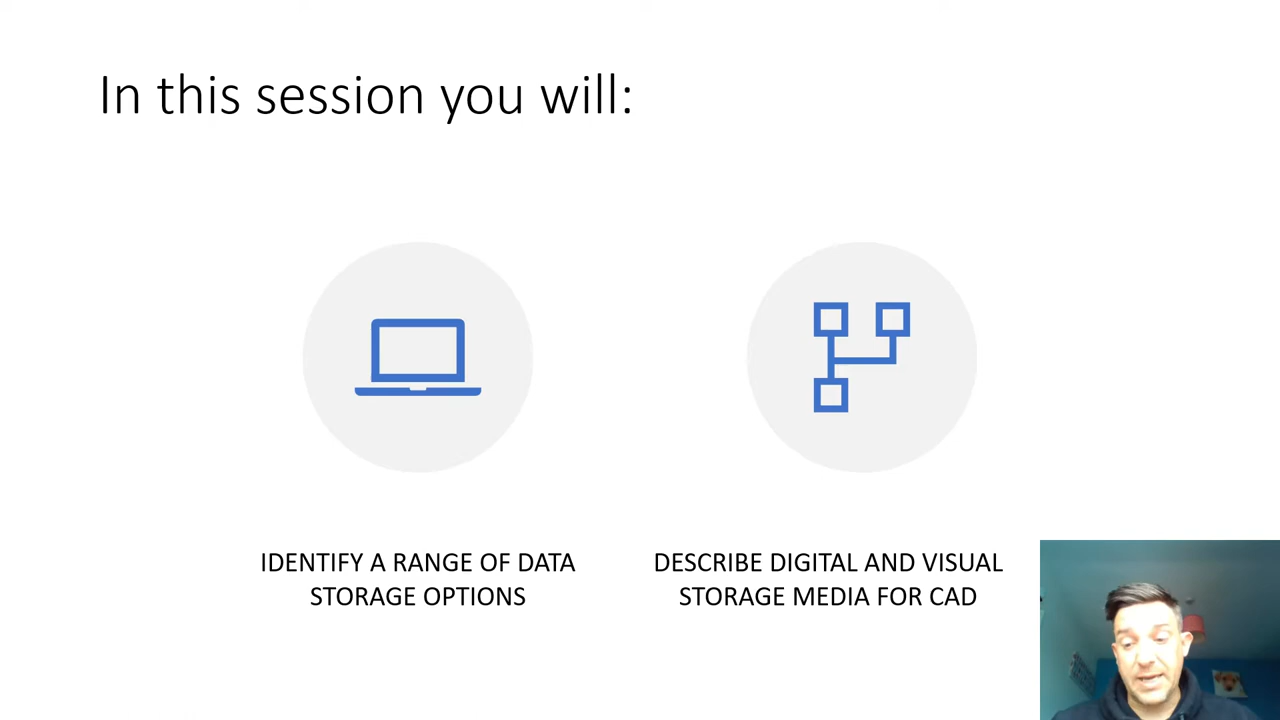 In this session you will:
IDENTIFY A RANGE OF DATA
STORAGE OPTIONS
DESCRIBE DIGITAL AND VISUAL
STORAGE MEDIA FOR CAD